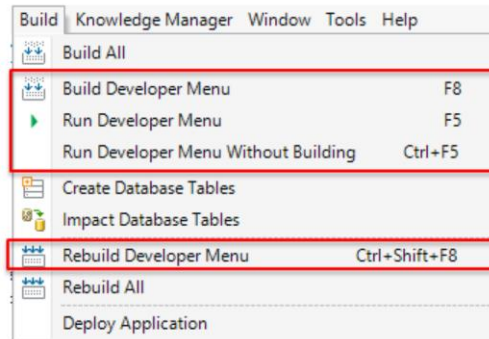 Build Knowledge Manager Window Tools Help
Build All
Build Developer Menu F8
Run Developer Menu F5
Run Developer Menu Without Building Ctrl+F5
Create Database Tables
Impact Database Tables
Rebuild Developer Menu Ctrl+Shift+F8
Rebuild All
Deploy Application